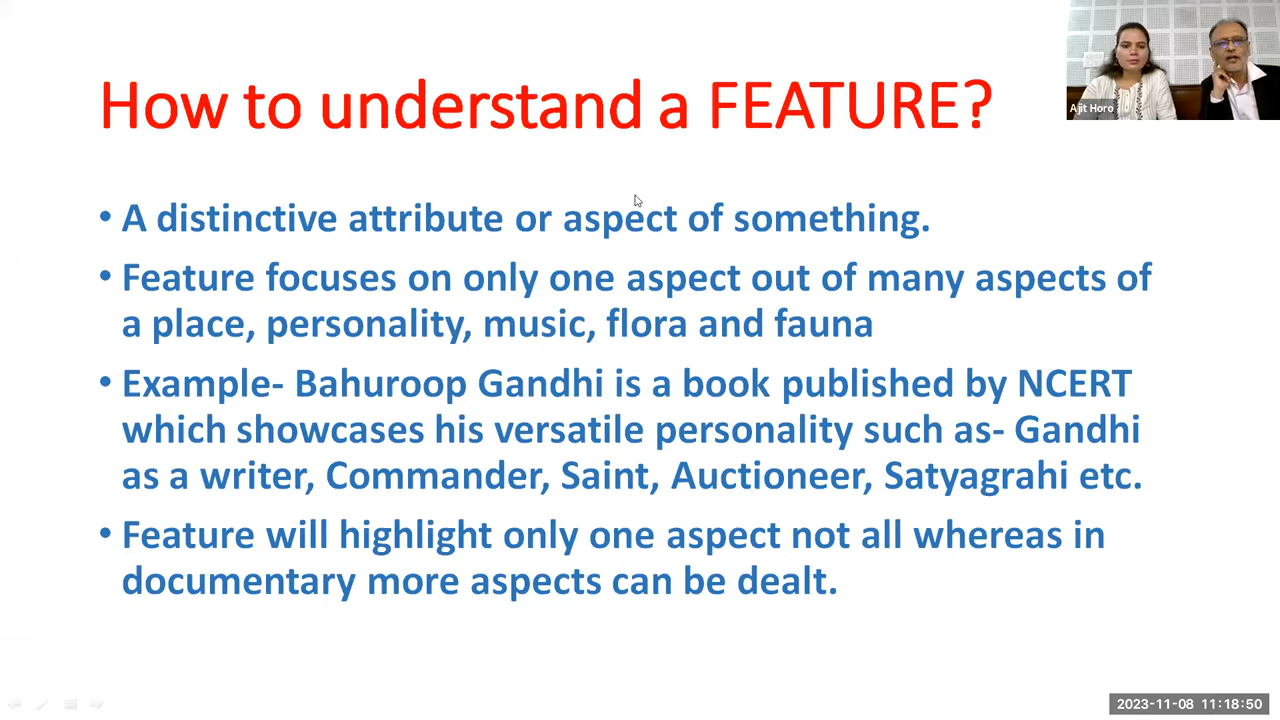 How to understand a FEATURE?
Ajit Horo
• A distinctive attribute or aspect of something.
• Feature focuses on only one aspect out of many aspects of
a place, personality, music, flora and fauna
• Example- Bahuroop Gandhi is a book published by NCERT
which showcases his versatile personality such as- Gandhi
as a writer, Commander, Saint, Auctioneer, Satyagrahi etc.
• Feature will highlight only one aspect not all whereas in
documentary more aspects can be dealt.
2023-11-08 11:18:50